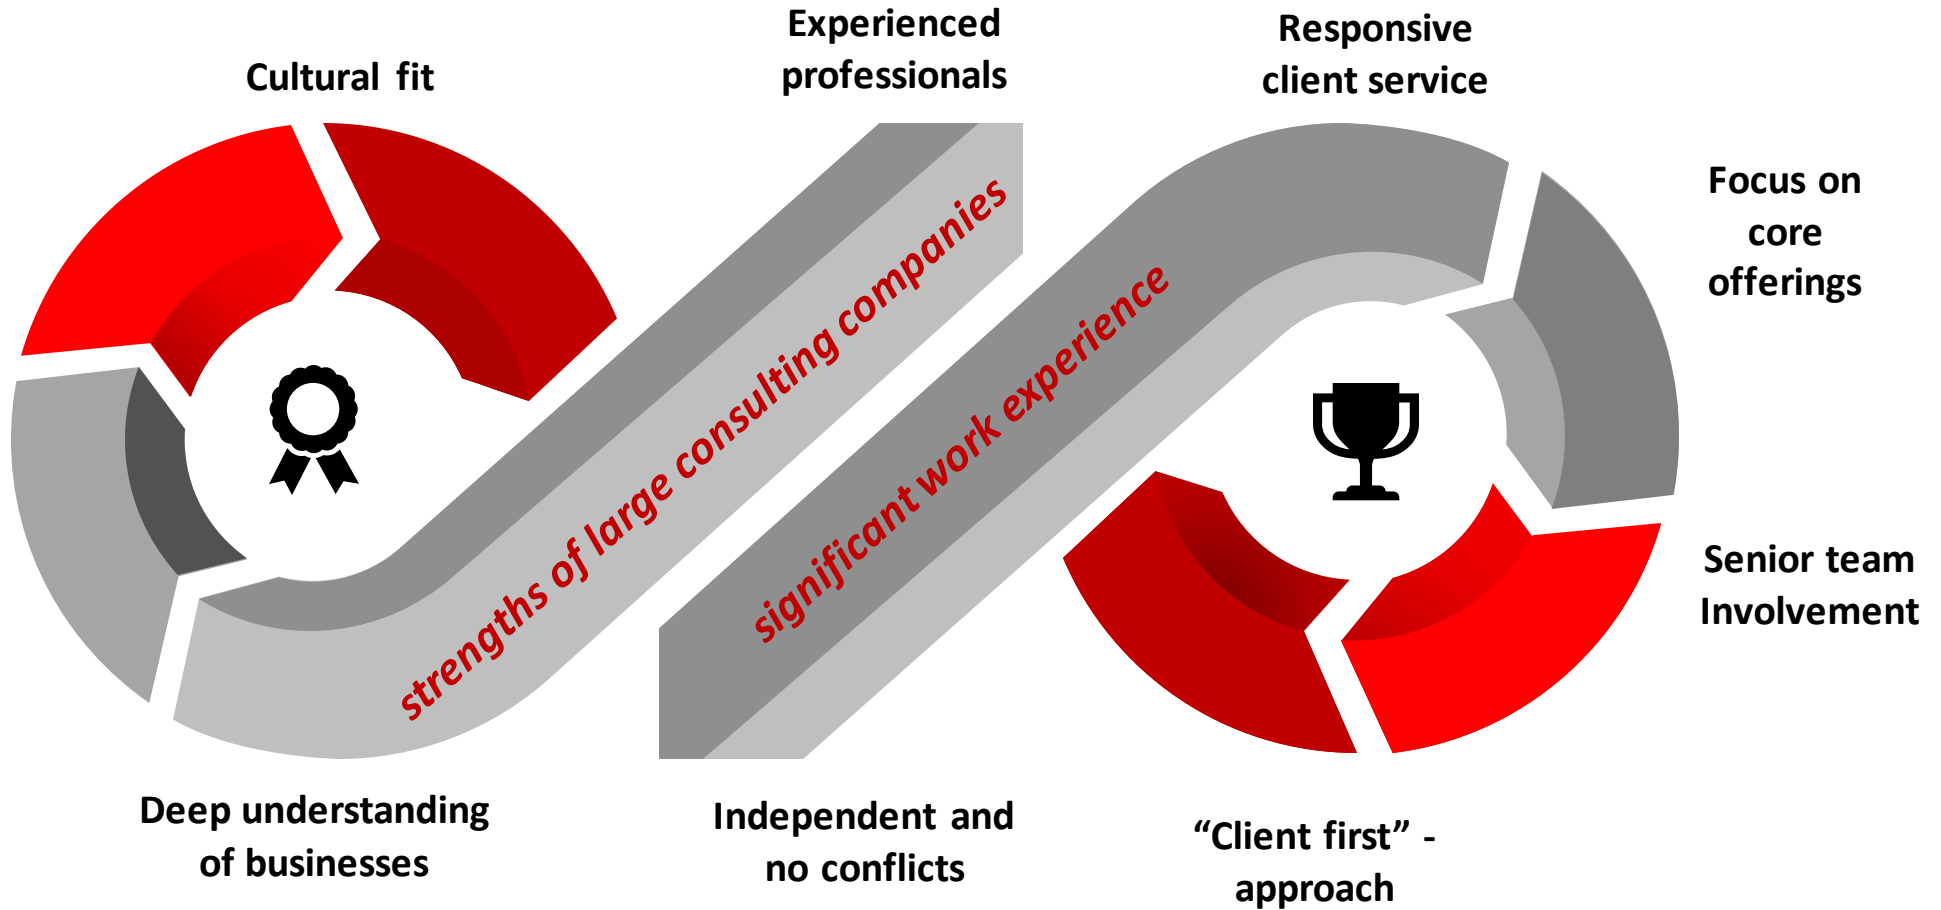 Cultural fit
Experienced
professionals
Responsive
client service
Focus on
core
offerings
strengths of large consulting companies
significant work experience
Senior team
Involvement
Deep understanding
of businesses
Independent and
no conflicts
“Client first” -
approach